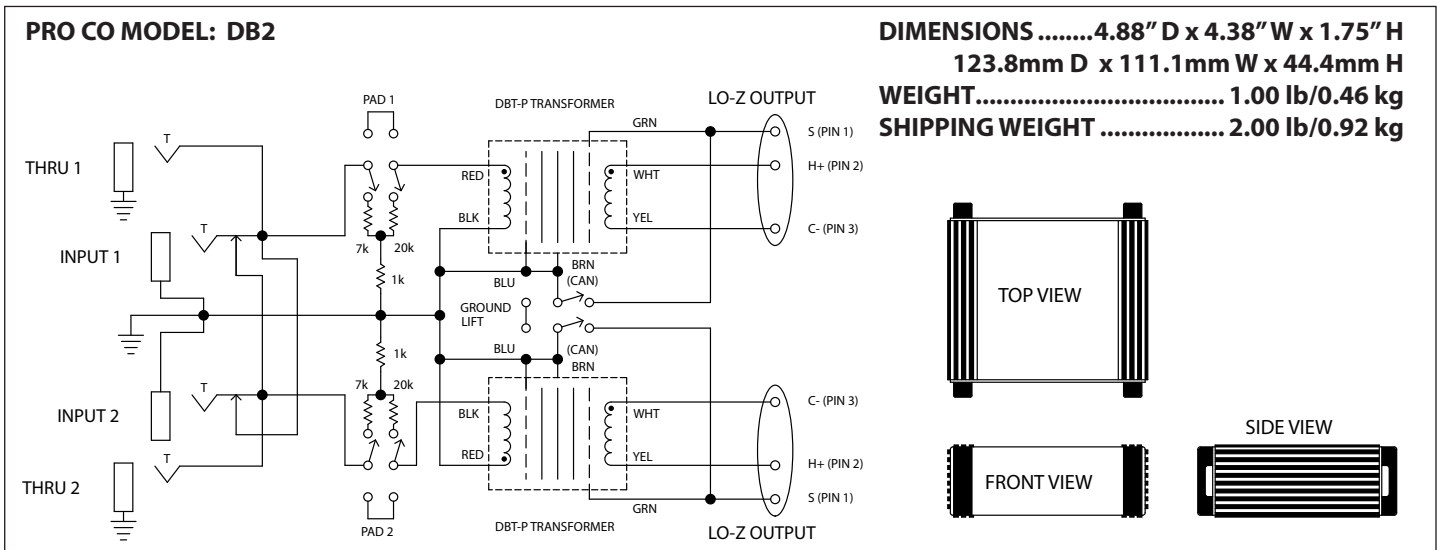 PRO CO MODEL: DB2
DIMENSIONS ........4.88" D x 4.38" W x 1.75" H
123.8mm D x 111.1mm W x 44.4mm H
WEIGHT.................................... 1.00 lb/0.46 kg
SHIPPING WEIGHT .................. 2.00 lb/0.92 kg
PAD 1
DBT-P TRANSFORMER
LO-Z OUTPUT
GRN
S (PIN 1)
T
THRU 1
RED
WHT
H+ (PIN 2)
BLK
YEL
C- (PIN 3)
T
INPUT 1
7k 20k
1k
BLU
BRN
(CAN)
GROUND
LIFT
TOP VIEW
1k
BLU
(CAN)
BRN
7k 20k
T
INPUT 2
BLK
WHT
C- (PIN 3)
SIDE VIEW
T
THRU 2
RED
YEL
H+ (PIN 2)
FRONT VIEW
GRN
S (PIN 1)
PAD 2
DBT-P TRANSFORMER
LO-Z OUTPUT